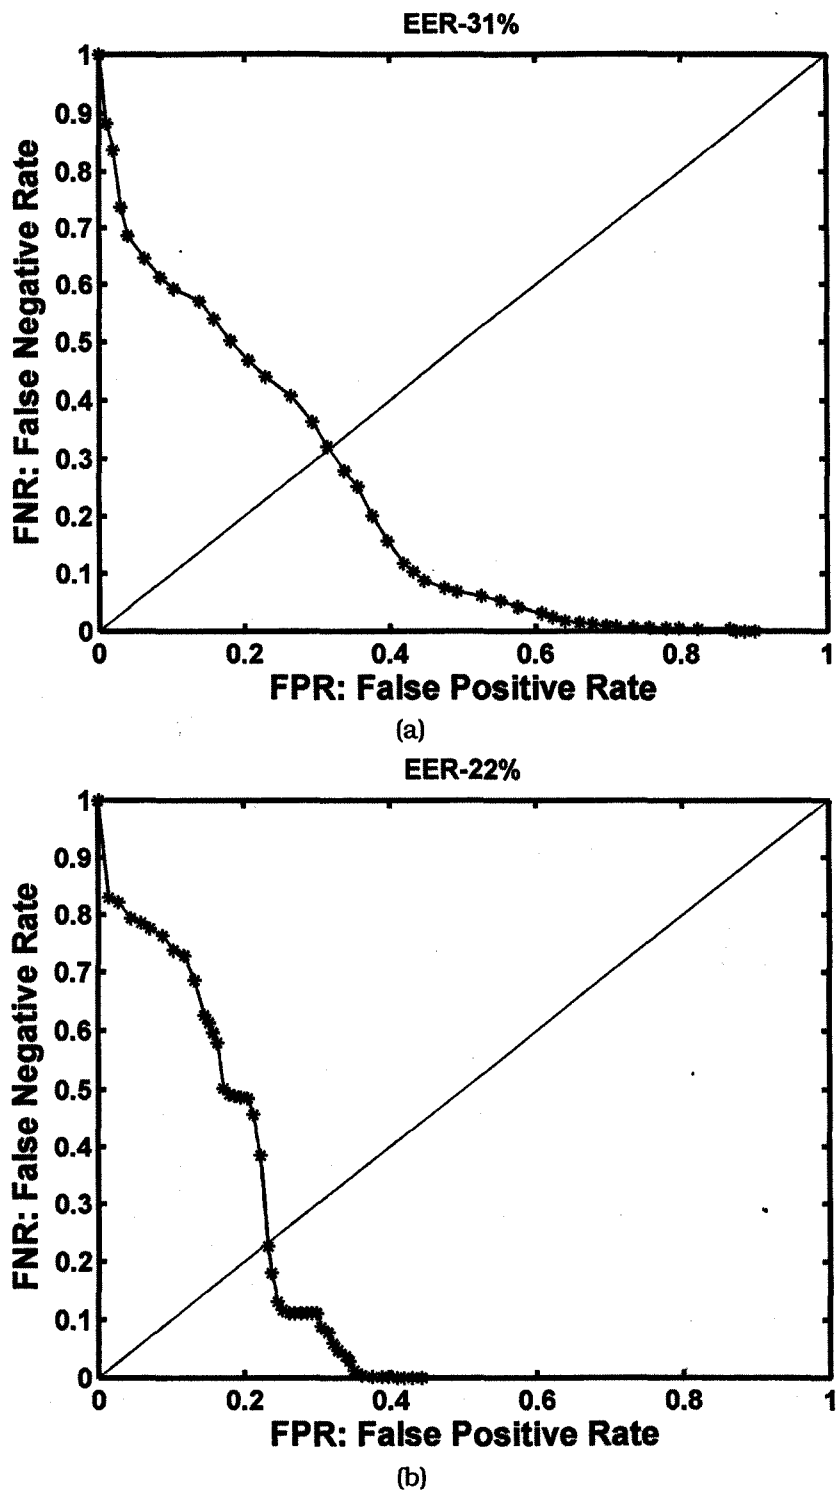 EER-31%
1
0.9
0.8
0.7
0.6
0.5
0.4
0.3
0.2
0.1
0
FNR: False Negative Rate
0 0.2 0.4 0.6 0.8 1
FPR: False Positive Rate
(a)
EER-22%
1
0.9
0.8
0.7
0.6
0.5
0.4
0.3
0.2
0.1
0
FNR: False Negative Rate
0 0.2 0.4 0.6 0.8 1
FPR: False Positive Rate
(b)